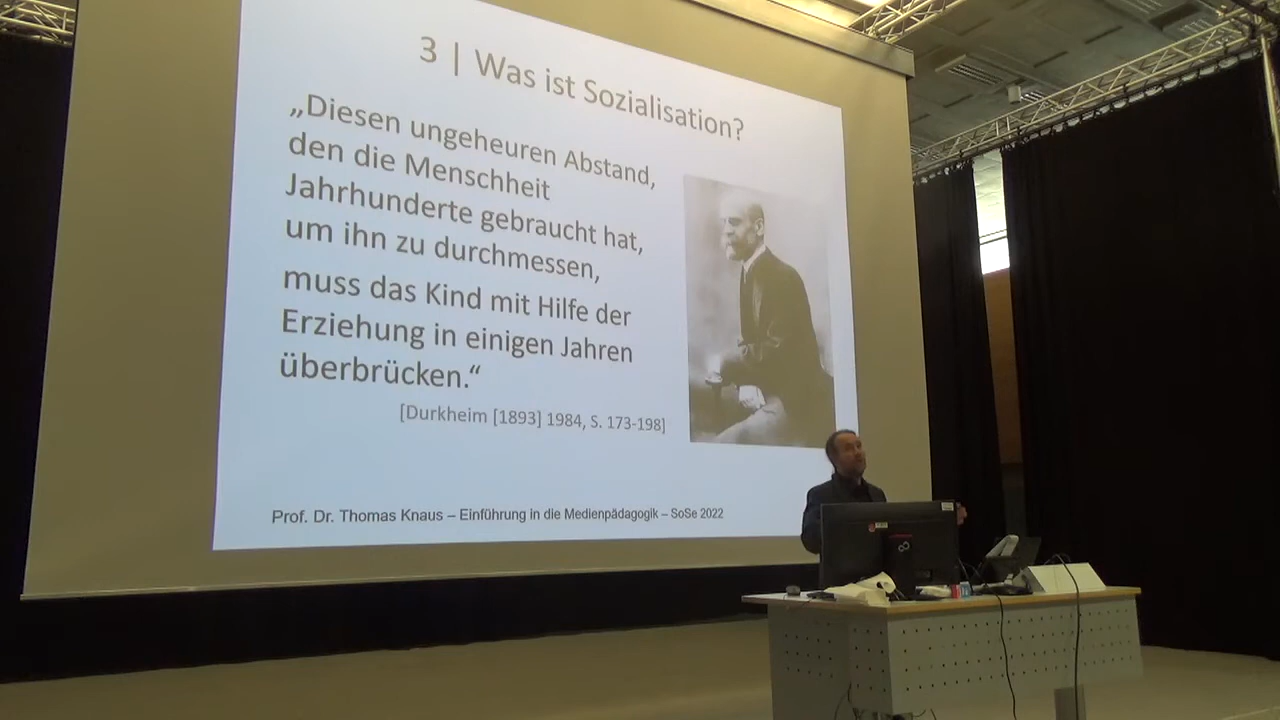 3 | Was ist Sozialisation?
„Diesen ungeheuren Abstand,
den die Menschheit
Jahrhunderte gebraucht hat,
um ihn zu durchmessen,
muss das Kind mit Hilfe der
Erziehung in einigen Jahren
überbrücken.“
[Durkheim [1893] 1984, S. 173-198]
Prof. Dr. Thomas Knaus – Einführung in die Medienpädagogik – SoSe 2022